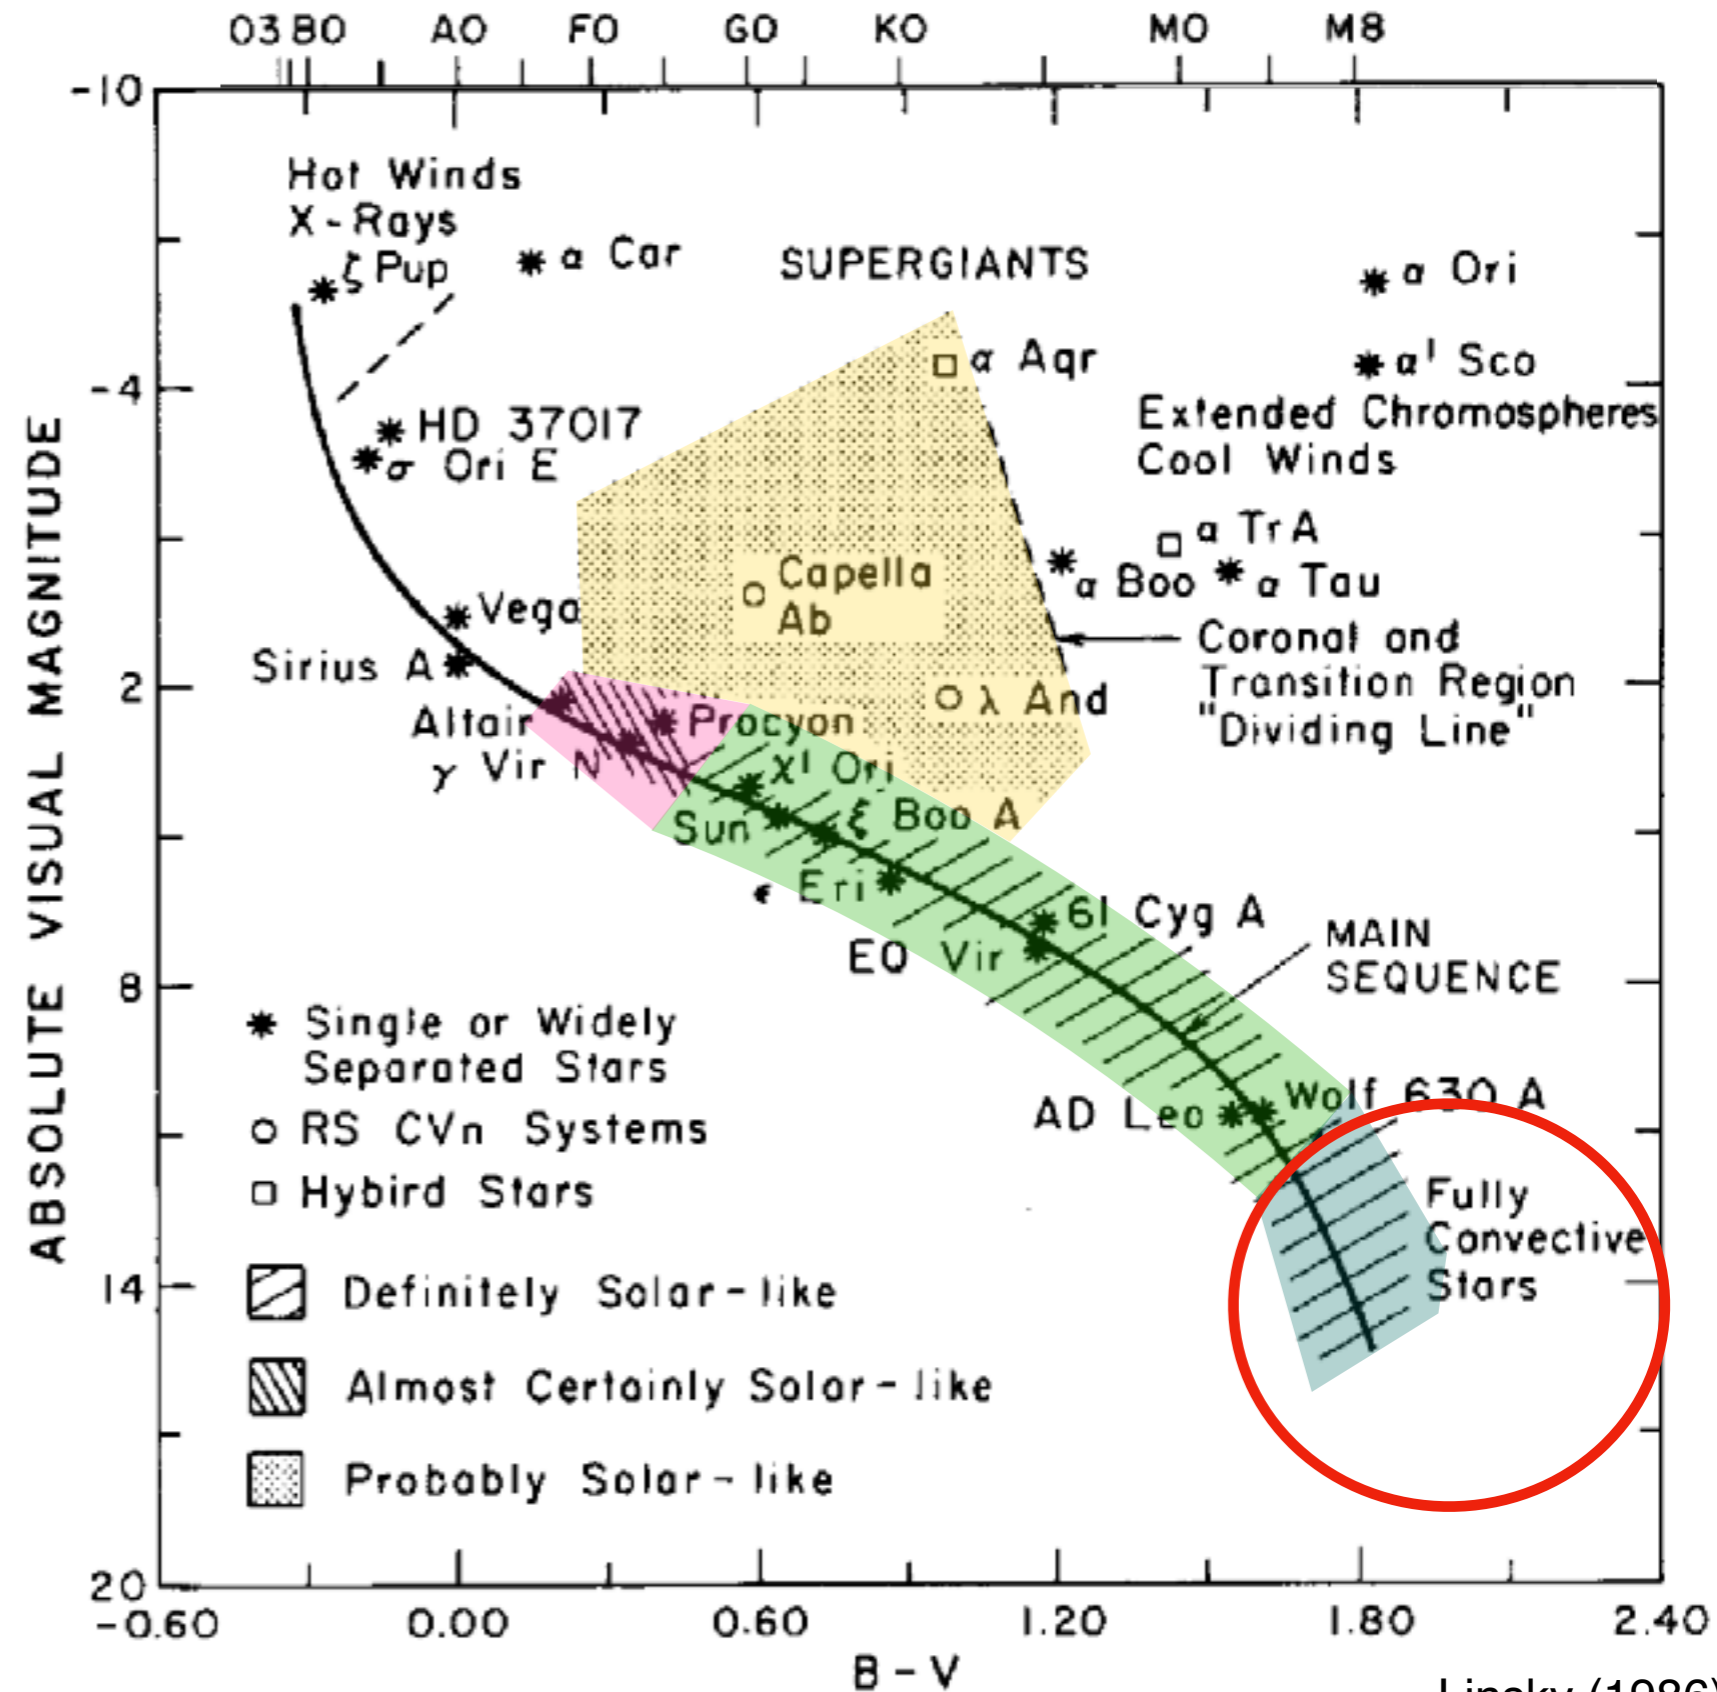 O3 B0 A0 F0 G0 K0 M0 M8
-10
Hot Winds
X-Rays
ζ Pup
α Car
SUPERGIANTS
α Ori
α Aqr
α' Sco
-4
Extended Chromospheres
Cool Winds
HD 37017
σ Ori E
α TrA
Capella
Ab
α Boo
α Tau
Vega
Coronal and
Transition Region
"Dividing Line"
Sirius A
2
λ And
Altair
Procyon
γ Vir N
χ' Ori
Sun
ξ Boo A
ε Eri
61 Cyg A
EQ Vir
MAIN
SEQUENCE
8
Single or Widely
Separated Stars
Wolf 630 A
AD Leo
RS CVn Systems
Hybird Stars
Fully
Convective
Stars
14
Definitely Solar-like
Almost Certainly Solar-like
Probably Solar-like
20
-0.60 0.00 0.60 1.20 1.80 2.40
B-V
ABSOLUTE VISUAL MAGNITUDE
Linsky (1986)